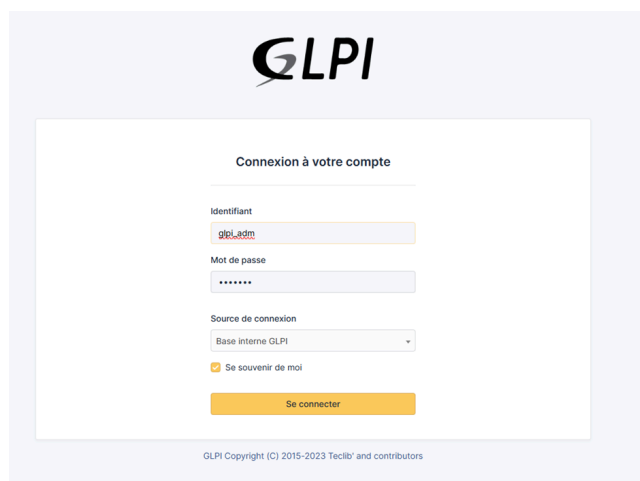 GLPI
Connexion à votre compte
Identifiant
glpi_adm
Mot de passe
•••••••
Source de connexion
Base interne GLPI
Se souvenir de moi
Se connecter
GLPI Copyright (C) 2015-2023 Teclib' and contributors